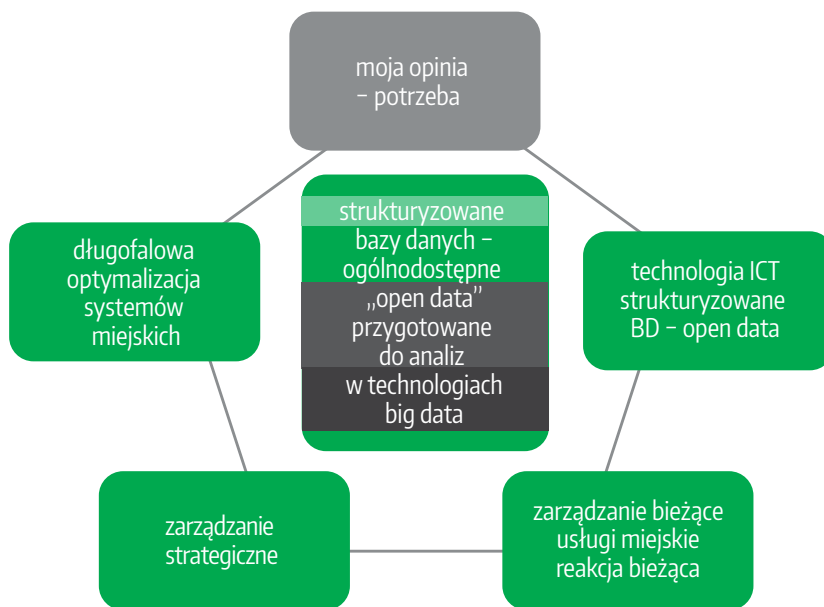 moja opinia
– potrzeba
strukturyzowane
bazy danych –
ogólnodostępne
„open data”
przygotowane
do analiz
w technologiach
big data
długofalowa
optymalizacja
systemów
miejskich
technologia ICT
strukturyzowane
BD – open data
zarządzanie
strategiczne
zarządzanie bieżące
usługi miejskie
reakcja bieżąca